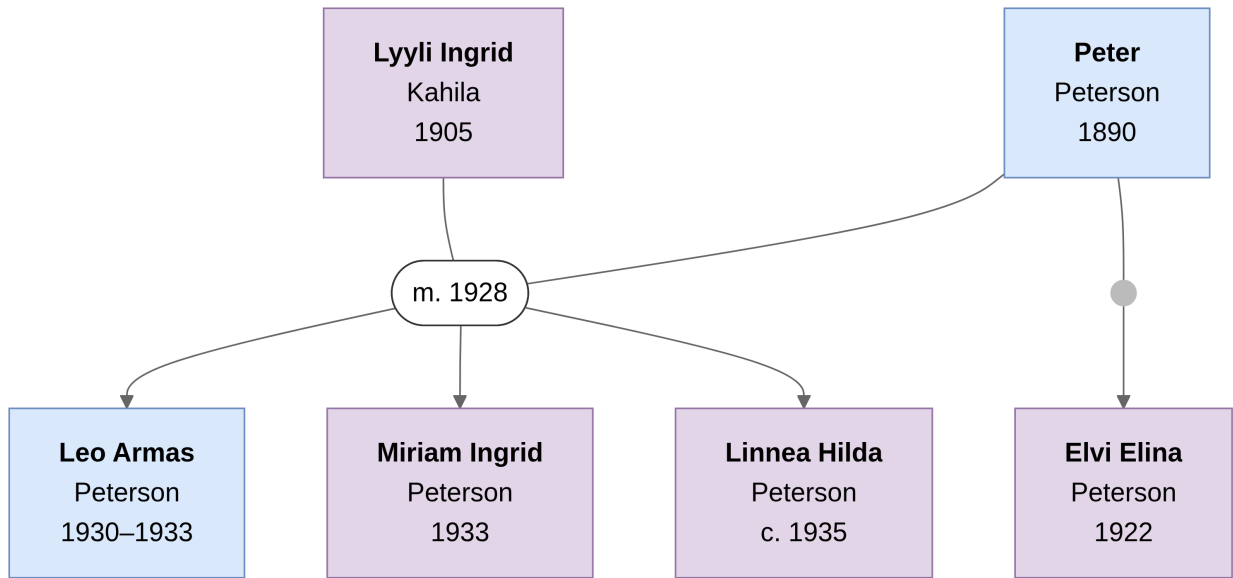 Lyyli Ingrid
Kahila
1905
Peter
Peterson
1890
m. 1928
Leo Armas
Peterson
1930–1933
Miriam Ingrid
Peterson
1933
Linnea Hilda
Peterson
c. 1935
Elvi Elina
Peterson
1922